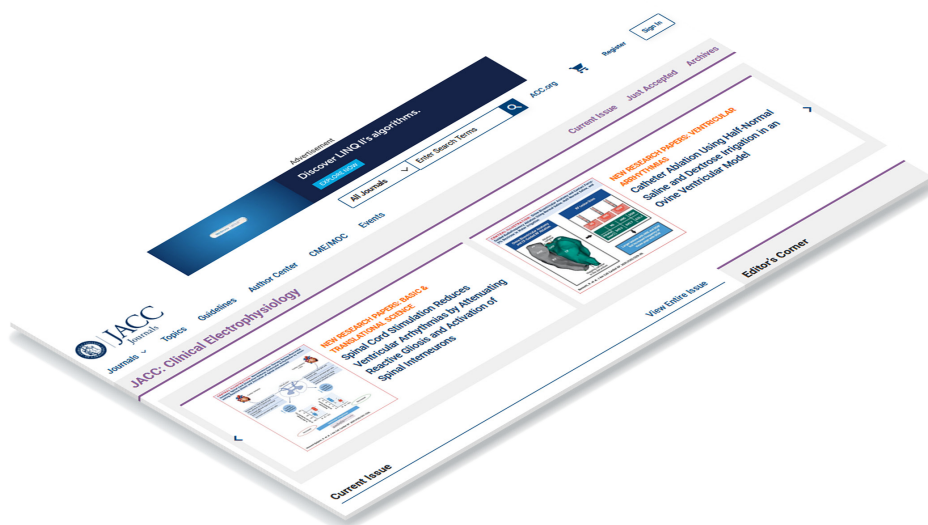 Advertisement
Discover LINQ II's algorithms.
EXPLORE NOW
JACC
Journals
All Journals
Enter Search Terms
ACC.org
Register
Sign In
Journals
Topics
Guidelines
Author Center
CME/MOC
Events
JACC: Clinical Electrophysiology
Current Issue
Just Accepted
Archives
NEW RESEARCH PAPERS: BASIC &
TRANSLATIONAL SCIENCE
Spinal Cord Stimulation Reduces
Ventricular Arrhythmias by Attenuating
Reactive Gliosis and Activation of
Spinal Interneurons
NEW RESEARCH PAPERS: VENTRICULAR
ARRHYTHMIAS
Catheter Ablation Using Half-Normal
Saline and Dextrose Irrigation in an
Ovine Ventricular Model
Current Issue
View Entire Issue
Editor's Corner